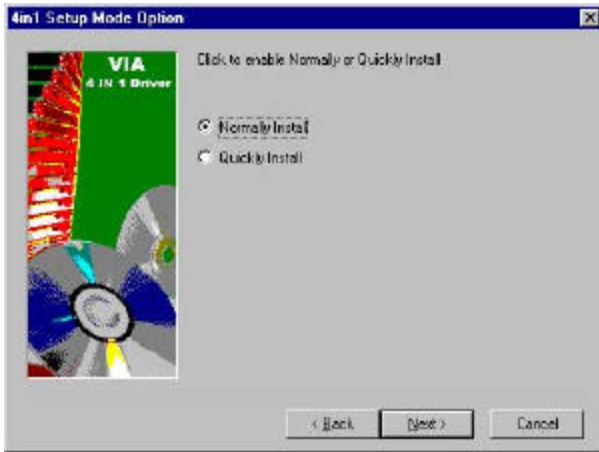 4in1 Setup Mode Option
VIA
4 IN 1 Driver
Click to enable Normally or Quickly Install
Normally Install
Quickly Install
< Back
Next >
Cancel